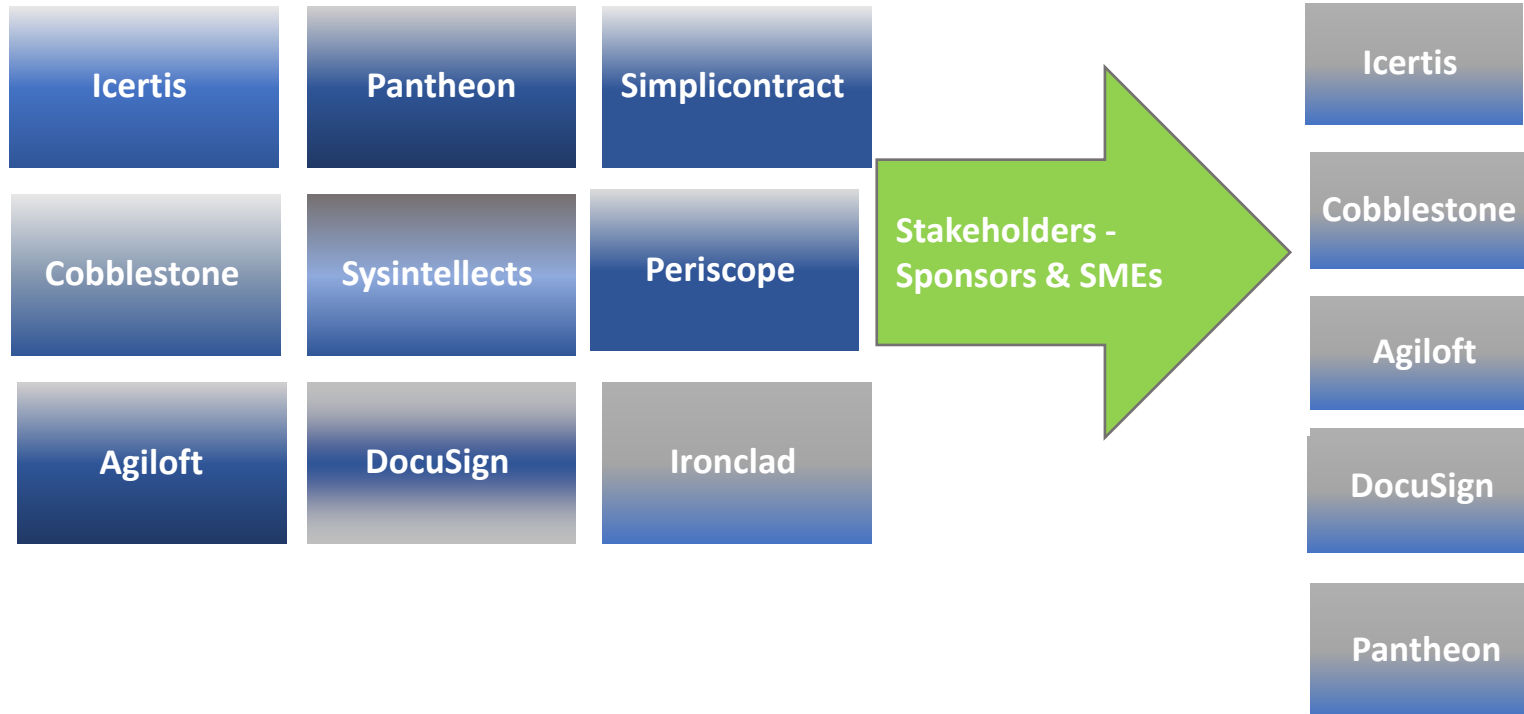 Icertis
Pantheon
Simplicontract
Cobblestone
Sysintellects
Periscope
Agiloft
DocuSign
Ironclad
Stakeholders -
Sponsors & SMEs
Icertis
Cobblestone
Agiloft
DocuSign
Pantheon